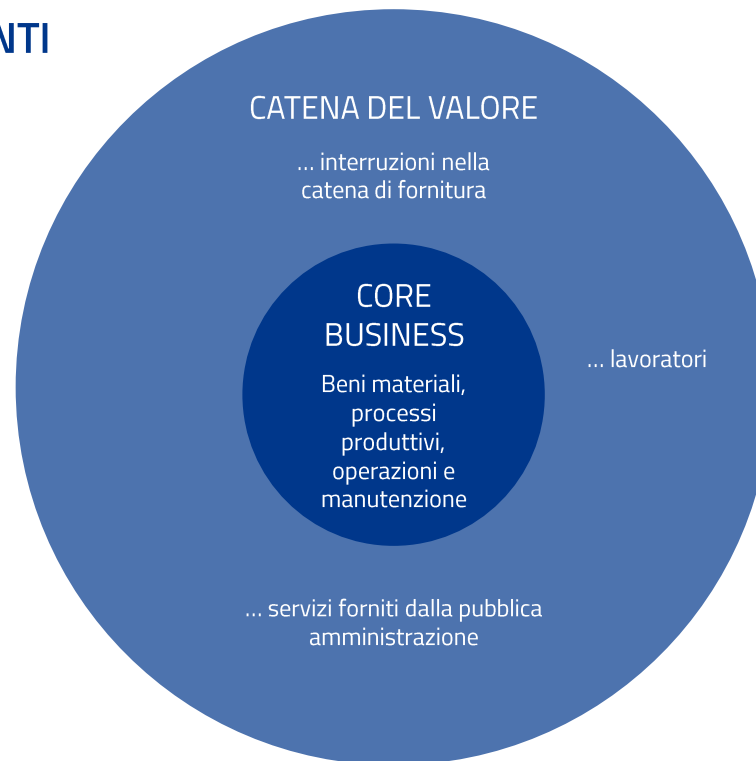 NTI
CATENA DEL VALORE
... interruzioni nella
catena di fornitura
CORE
BUSINESS
Beni materiali,
processi
produttivi,
operazioni e
manutenzione
... lavoratori
... servizi forniti dalla pubblica
amministrazione